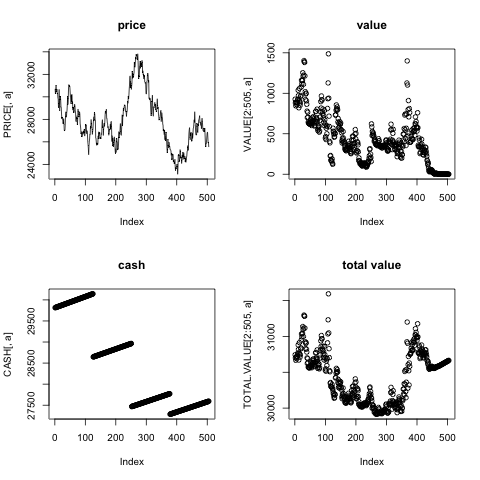 price
PRICE[, a]
24000 28000 32000
0 100 200 300 400 500
Index
value
VALUE[2:505, a]
0 500 1000 1500
0 100 200 300 400 500
Index
cash
CASH[, a]
27500 28500 29500
0 100 200 300 400 500
Index
total value
TOTAL.VALUE[2:505, a]
30000 31000
0 100 200 300 400 500
Index